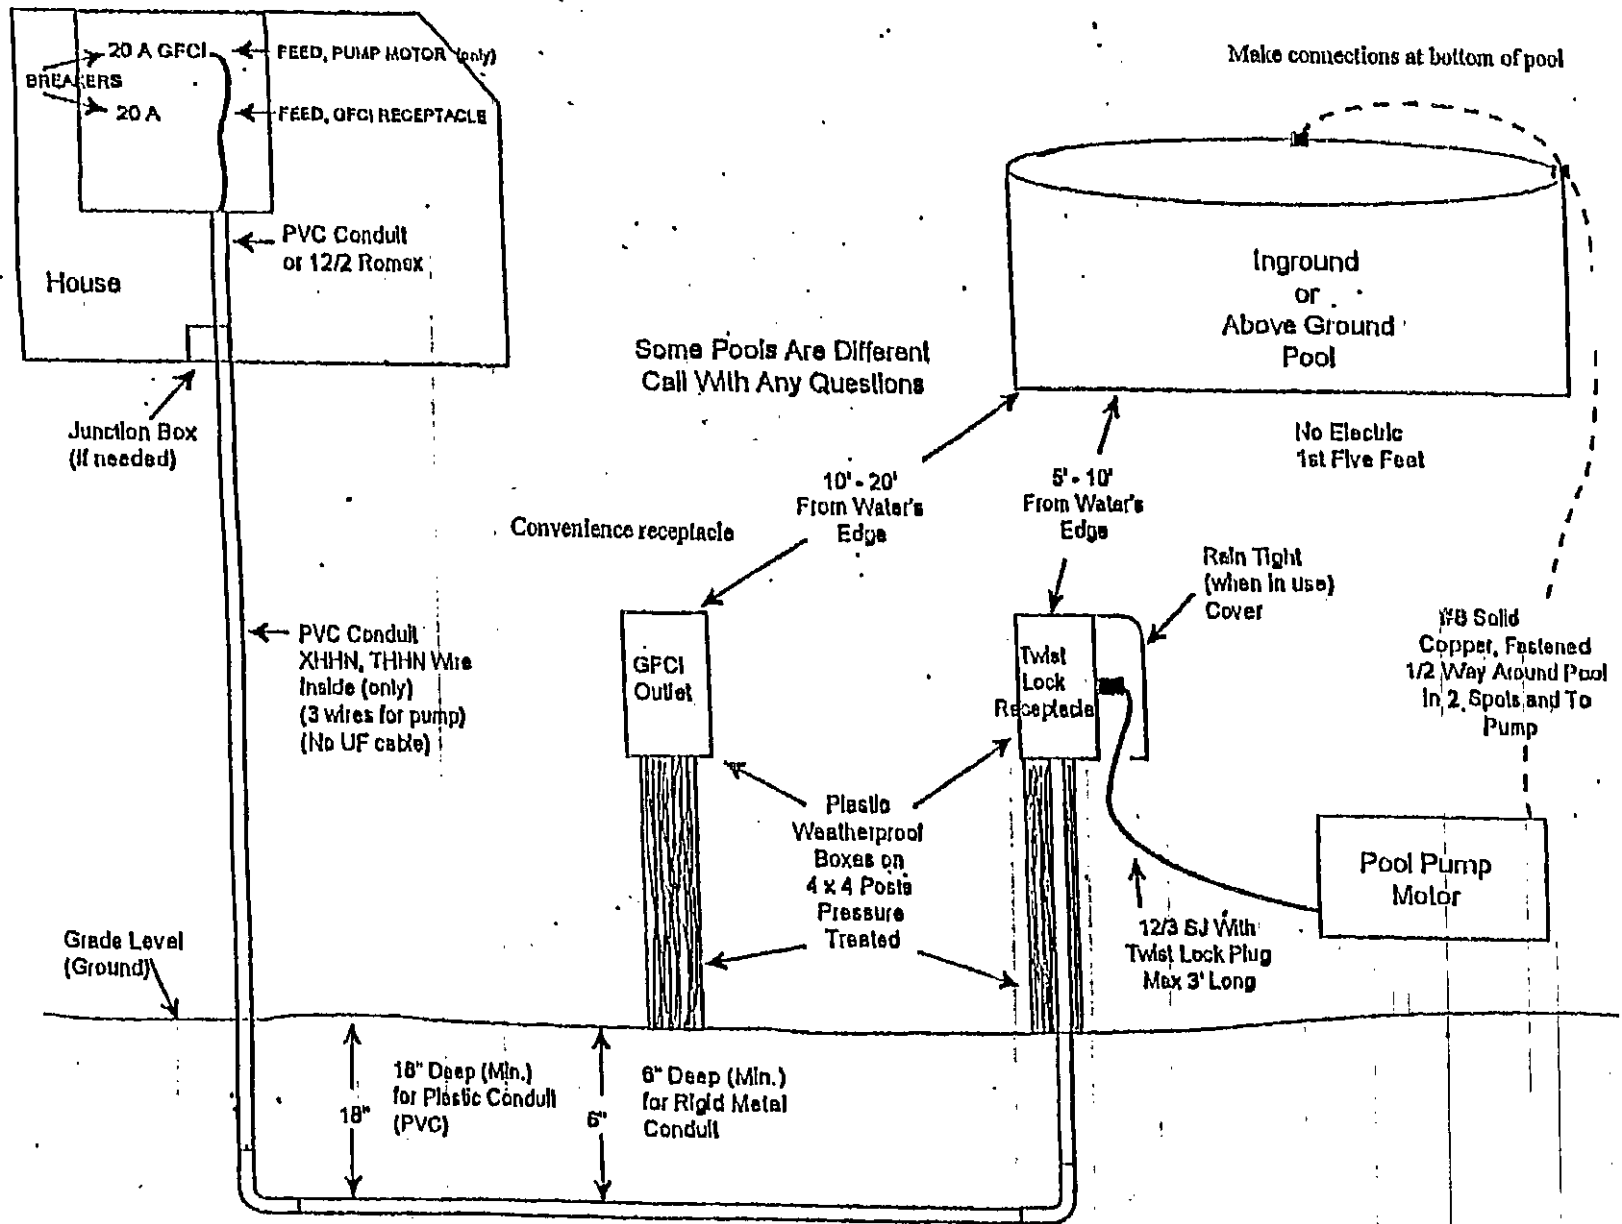 20 A GFCI
FEED, PUMP MOTOR (only)
BREAKERS
20 A
FEED, GFCI RECEPTACLE
Make connections at bottom of pool
PVC Conduit
or 12/2 Romex
House
Inground
or
Above Ground
Pool
Some Pools Are Different
Call With Any Questions
Junction Box
(If needed)
No Electric
1st Five Feet
10' - 20'
From Water's
Edge
5' - 10'
From Water's
Edge
Convenience receptacle
Rain Tight
(when in use)
Cover
PVC Conduit
XHHN, THHN Wire
Inside (only)
(3 wires for pump)
(No UF cable)
GFCI
Outlet
Twist
Lock
Receptacle
#8 Solid
Copper, Fastened
1/2 Way Around Pool
In 2 Spots and To
Pump
Plastic
Weatherproof
Boxes on
4 x 4 Posts
Pressure
Treated
Pool Pump
Motor
12/3 SJ With
Twist Lock Plug
Max 3' Long
Grade Level
(Ground)
18" Deep (Min.)
for Plastic Conduit
(PVC)
18"
6" Deep (Min.)
for Rigid Metal
Conduit
6"